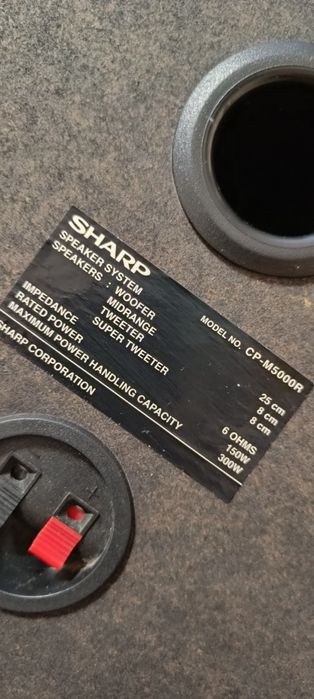 SHARP
SPEAKER SYSTEM MODEL NO. CP-M5000R
SPEAKERS : WOOFER 25 cm
MIDRANGE 8 cm
TWEETER 8 cm
SUPER TWEETER
IMPEDANCE 6 OHMS
RATED POWER 150W
MAXIMUM POWER HANDLING CAPACITY 300W
SHARP CORPORATION
+